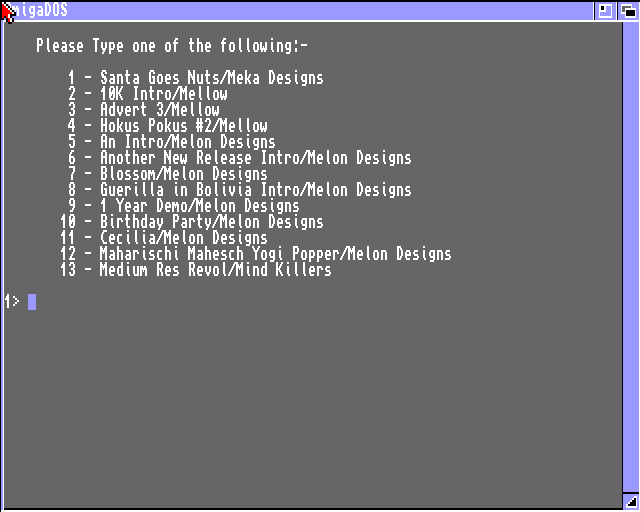 AmigaDOS
Please Type one of the following:-
1 - Santa Goes Nuts/Meka Designs
2 - 10K Intro/Mellow
3 - Advert 3/Mellow
4 - Hokus Pokus #2/Mellow
5 - An Intro/Melon Designs
6 - Another New Release Intro/Melon Designs
7 - Blossom/Melon Designs
8 - Guerilla in Bolivia Intro/Melon Designs
9 - 1 Year Demo/Melon Designs
10 - Birthday Party/Melon Designs
11 - Cecilia/Melon Designs
12 - Maharischi Mahesch Yogi Popper/Melon Designs
13 - Medium Res Revol/Mind Killers
1>